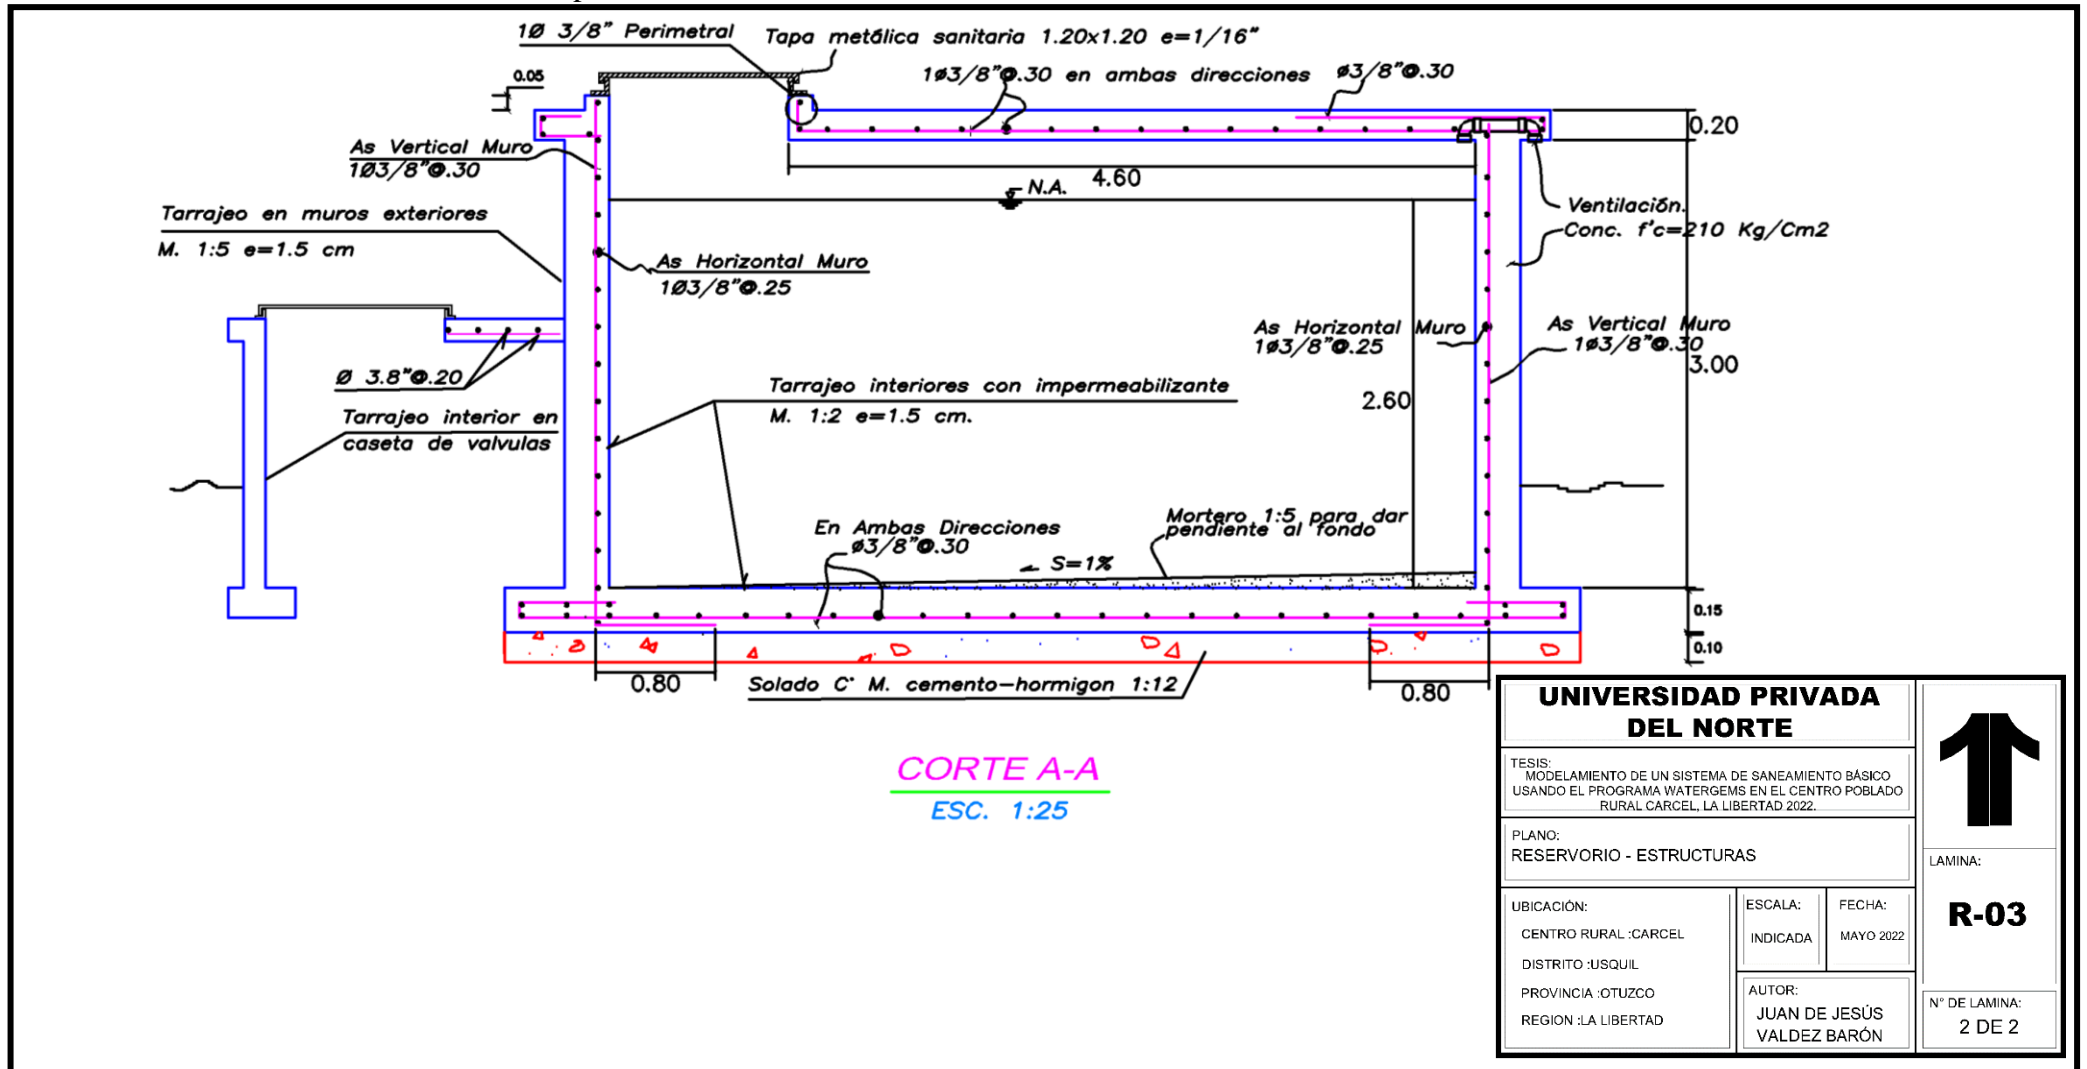 1Ø 3/8" Perimetral
Tapa metálica sanitaria 1.20x1.20 e=1/16"
0.05
1ø3/8"@.30 en ambas direcciones
ø3/8"@.30
0.20
As Vertical Muro
1Ø3/8"@.30
4.60
N.A.
Tarrajeo en muros exteriores
M. 1:5 e=1.5 cm
Ventilación.
Conc. f'c=210 Kg/Cm2
As Horizontal Muro
1Ø3/8"@.25
As Horizontal Muro
1ø3/8"@.25
As Vertical Muro
1ø3/8"@.30
3.00
Ø 3.8"@.20
Tarrajeo interiores con impermeabilizante
M. 1:2 e=1.5 cm.
2.60
Tarrajeo interior en
caseta de valvulas
En Ambas Direcciones
ø3/8"@.30
Mortero 1:5 para dar
pendiente al fondo
S=1%
0.15
0.10
0.80
Solado C° M. cemento-hormigon 1:12
0.80
CORTE A-A
ESC. 1:25
UNIVERSIDAD PRIVADA
DEL NORTE
TESIS:
MODELAMIENTO DE UN SISTEMA DE SANEAMIENTO BÁSICO
USANDO EL PROGRAMA WATERGEMS EN EL CENTRO POBLADO
RURAL CARCEL, LA LIBERTAD 2022.
PLANO:
RESERVORIO - ESTRUCTURAS
LAMINA:
R-03
UBICACIÓN:
CENTRO RURAL :CARCEL
DISTRITO :USQUIL
PROVINCIA :OTUZCO
REGION :LA LIBERTAD
ESCALA:
INDICADA
FECHA:
MAYO 2022
AUTOR:
JUAN DE JESÚS
VALDEZ BARÓN
N° DE LAMINA:
2 DE 2